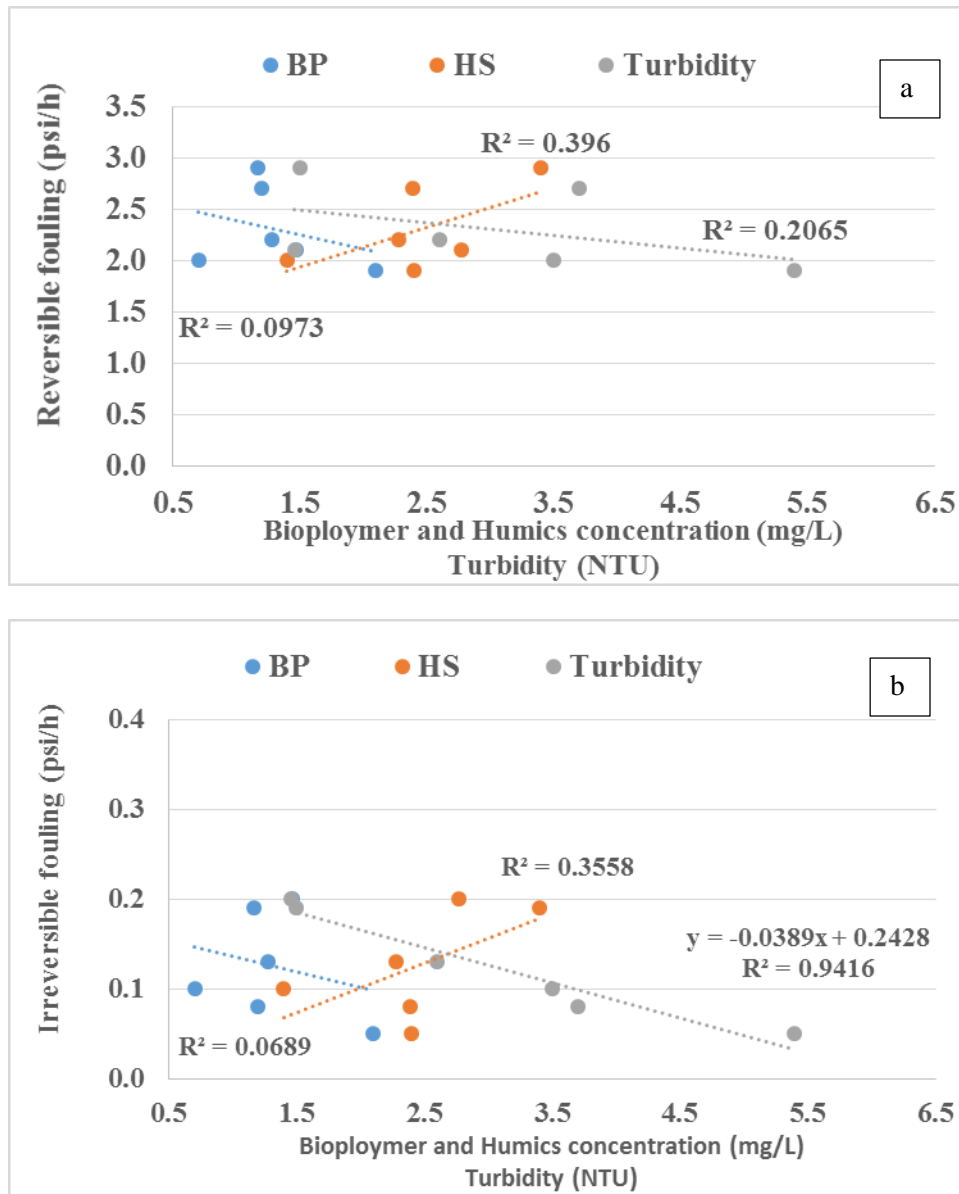 BP HS Turbidity
a
Reversible fouling (psi/h)
3.5
3.0
2.5
2.0
1.5
1.0
0.5
0.0
R² = 0.396
R² = 0.2065
R² = 0.0973
0.5 1.5 2.5 3.5 4.5 5.5 6.5
Bioploymer and Humics concentration (mg/L)
Turbidity (NTU)
BP HS Turbidity
b
Irreversible fouling (psi/h)
0.4
0.3
0.2
0.1
0.0
R² = 0.3558
y = -0.0389x + 0.2428
R² = 0.9416
R² = 0.0689
0.5 1.5 2.5 3.5 4.5 5.5 6.5
Bioploymer and Humics concentration (mg/L)
Turbidity (NTU)